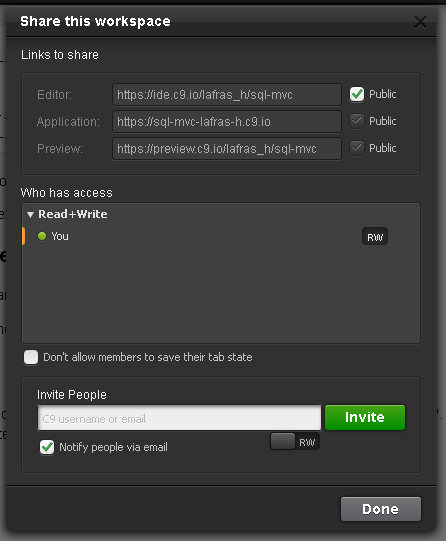 Share this workspace
Links to share
Editor: https://ide.c9.io/lafras_h/sql-mvc Public
Application: https://sql-mvc-lafras-h.c9.io Public
Preview: https://preview.c9.io/lafras_h/sql-mvc Public
Who has access
Read+Write
You RW
Don't allow members to save their tab state
Invite People
C9 username or email Invite
Notify people via email RW
Done